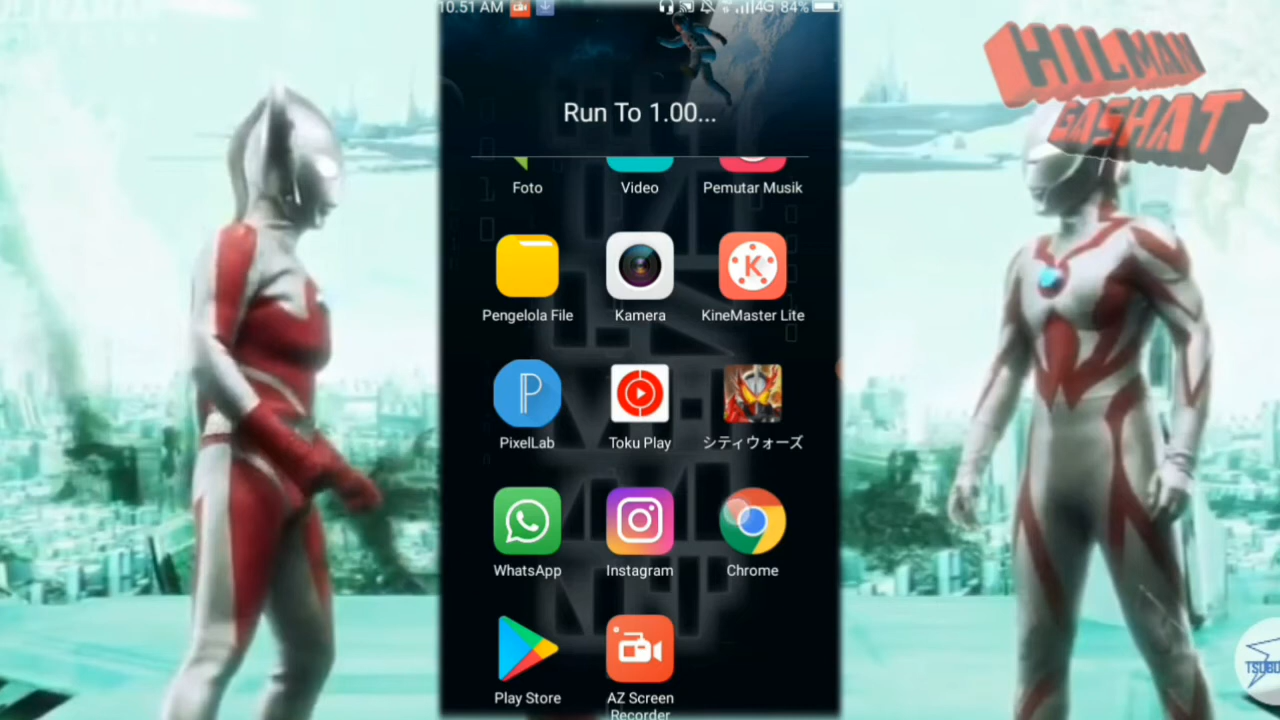 10.51 AM
4G 84%
HILMAN
GASHAT
Run To 1.00...
Foto
Video
Pemutar Musik
Pengelola File
Kamera
KineMaster Lite
PixelLab
Toku Play
シティウォーズ
WhatsApp
Instagram
Chrome
Play Store
AZ Screen
Recorder